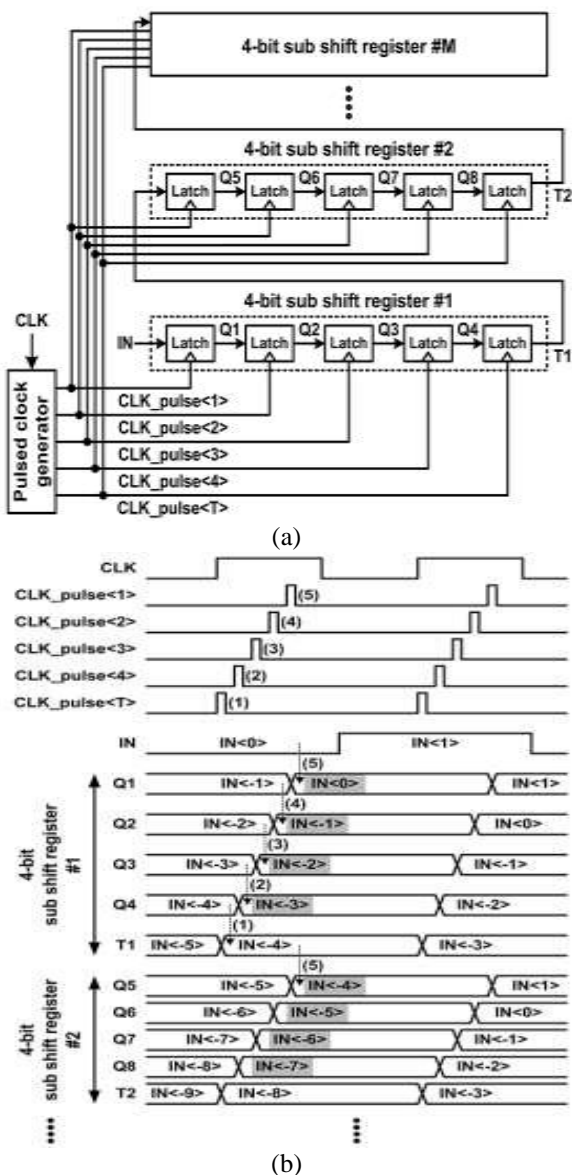 4-bit sub shift register #M
4-bit sub shift register #2
Latch Q5 Latch Q6 Latch Q7 Latch Q8 Latch
T2
4-bit sub shift register #1
CLK
IN Latch Q1 Latch Q2 Latch Q3 Latch Q4 Latch
T1
Pulsed clock generator
CLK_pulse<1>
CLK_pulse<2>
CLK_pulse<3>
CLK_pulse<4>
CLK_pulse<T>
(a)
CLK
CLK_pulse<1> (5)
CLK_pulse<2> (4)
CLK_pulse<3> (3)
CLK_pulse<4> (2)
CLK_pulse<T> (1)
IN IN<0> IN<1>
(5)
4-bit sub shift register #1
Q1 IN<-1> IN<0> IN<1>
(4)
Q2 IN<-2> IN<-1> IN<0>
(3)
Q3 IN<-3> IN<-2> IN<-1>
(2)
Q4 IN<-4> IN<-3> IN<-2>
(1)
T1 IN<-5> IN<-4> IN<-3>
(5)
4-bit sub shift register #2
Q5 IN<-5> IN<-4> IN<1>
Q6 IN<-6> IN<-5> IN<0>
Q7 IN<-7> IN<-6> IN<-1>
Q8 IN<-8> IN<-7> IN<-2>
T2 IN<-9> IN<-8> IN<-3>
(b)